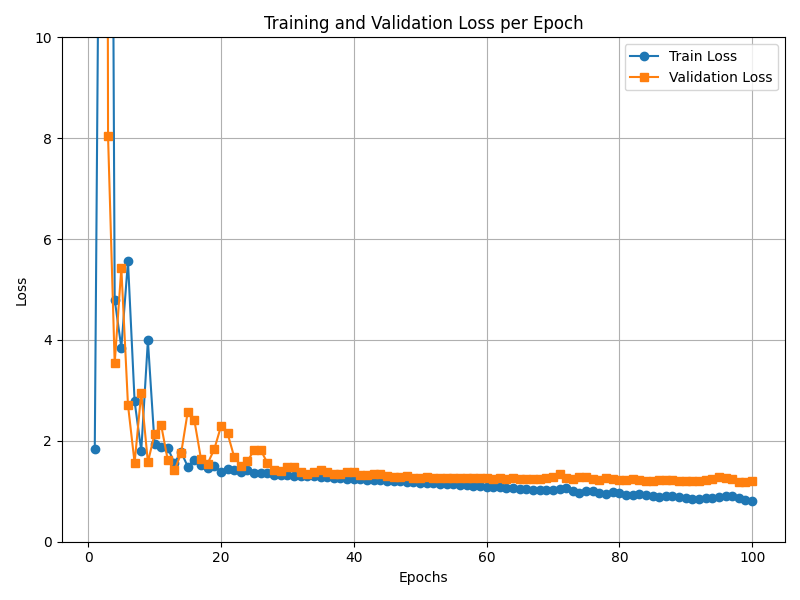 Training and Validation Loss per Epoch
Train Loss
Validation Loss
10
8
6
4
2
0
Loss
0 20 40 60 80 100
Epochs